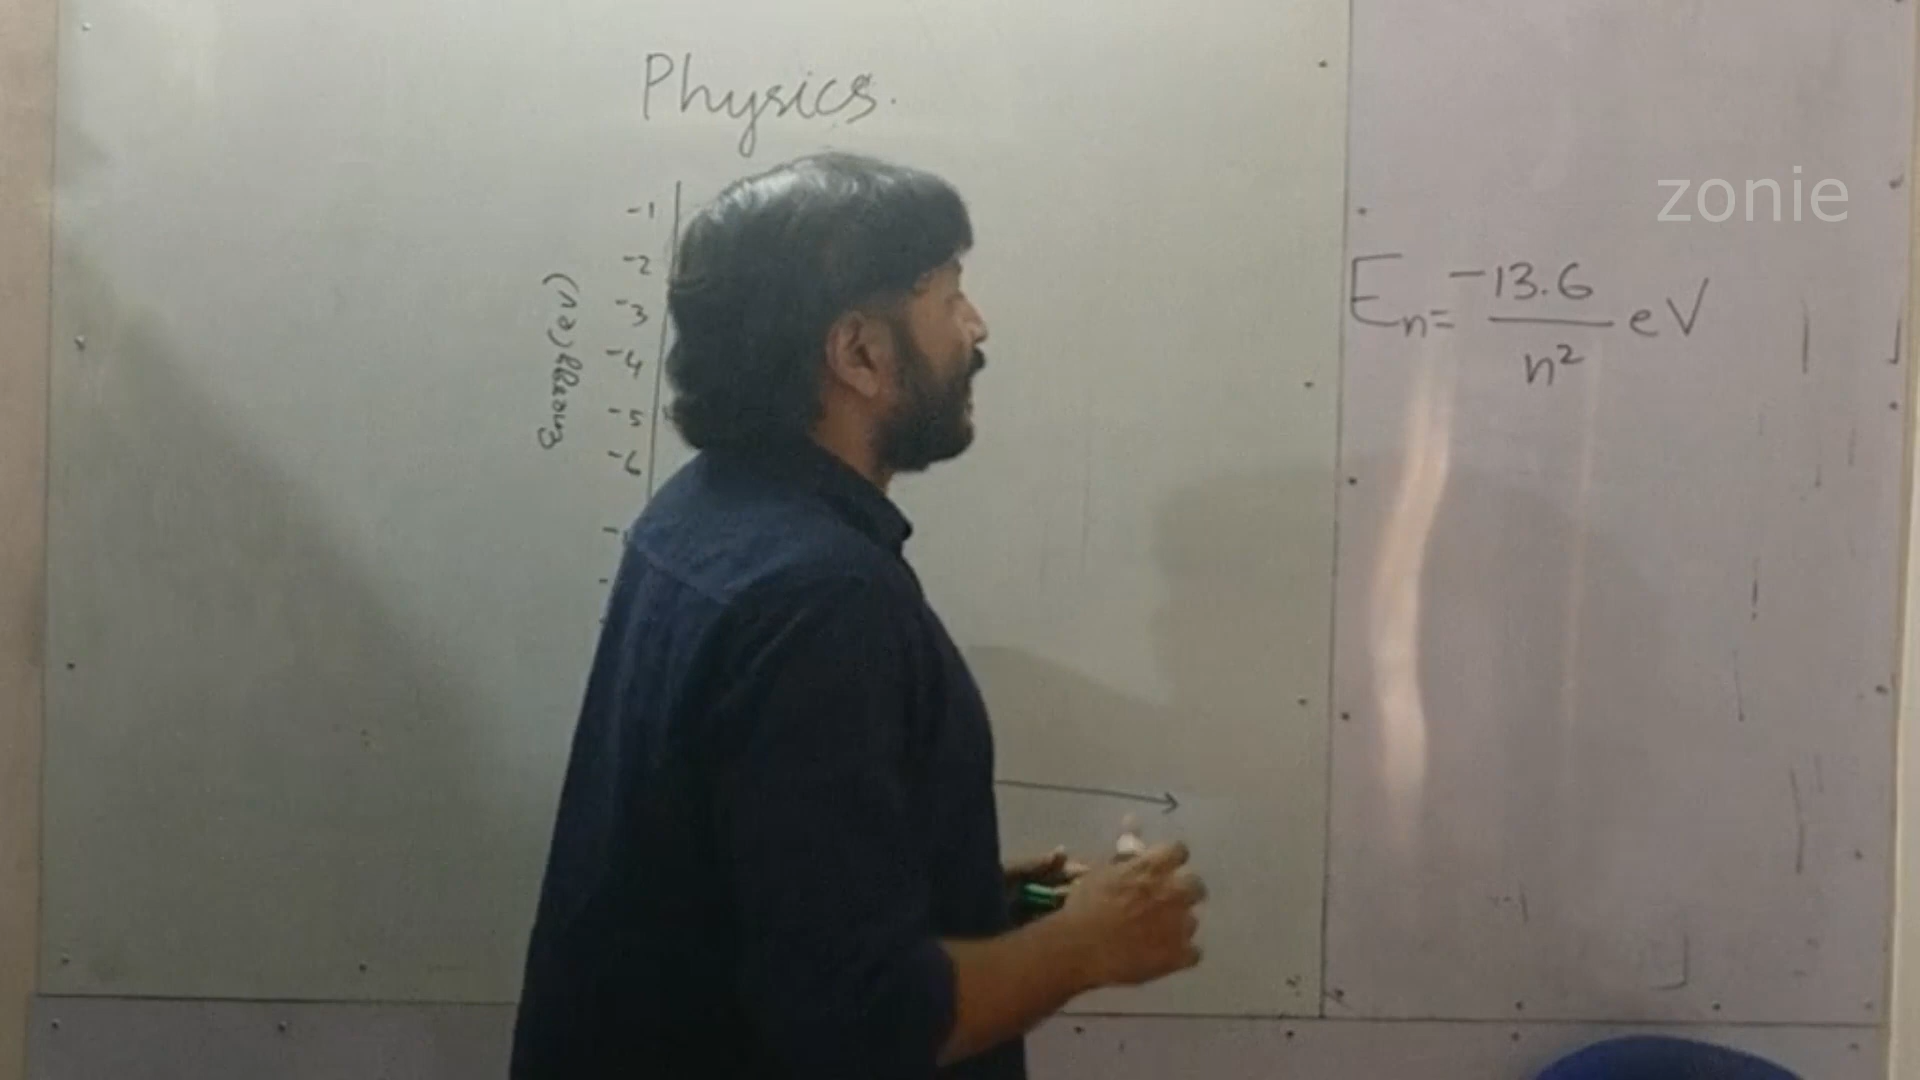 Physics.
-1
-2
-3
-4
-5
-6
-
-
Energy (eV)
zonie
En = -13.6/n² eV